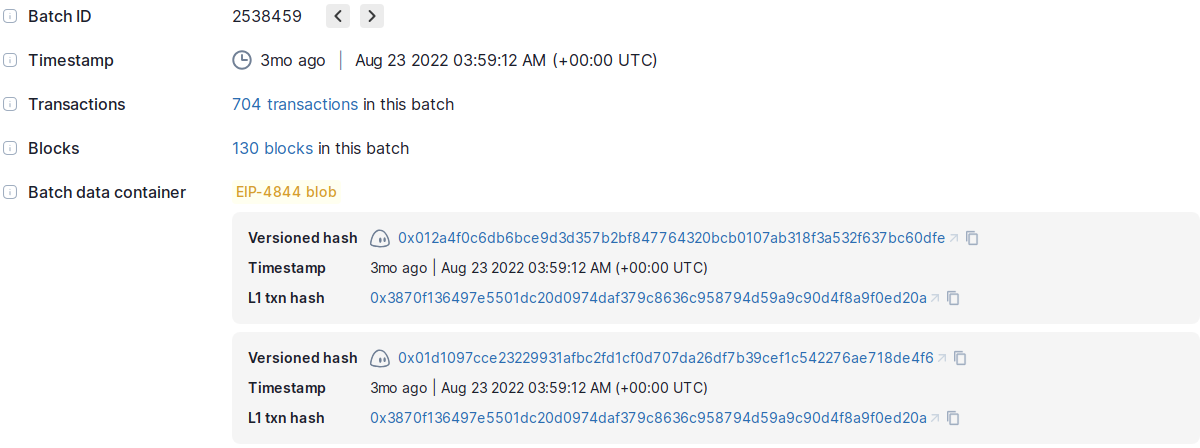 Batch ID 2538459
Timestamp 3mo ago | Aug 23 2022 03:59:12 AM (+00:00 UTC)
Transactions 704 transactions in this batch
Blocks 130 blocks in this batch
Batch data container EIP-4844 blob
Versioned hash 0x012a4f0c6db6bce9d3d357b2bf847764320bcb0107ab318f3a532f637bc60dfe
Timestamp 3mo ago | Aug 23 2022 03:59:12 AM (+00:00 UTC)
L1 txn hash 0x3870f136497e5501dc20d0974daf379c8636c958794d59a9c90d4f8a9f0ed20a
Versioned hash 0x01d1097cce23229931afbc2fd1cf0d707da26df7b39cef1c542276ae718de4f6
Timestamp 3mo ago | Aug 23 2022 03:59:12 AM (+00:00 UTC)
L1 txn hash 0x3870f136497e5501dc20d0974daf379c8636c958794d59a9c90d4f8a9f0ed20a